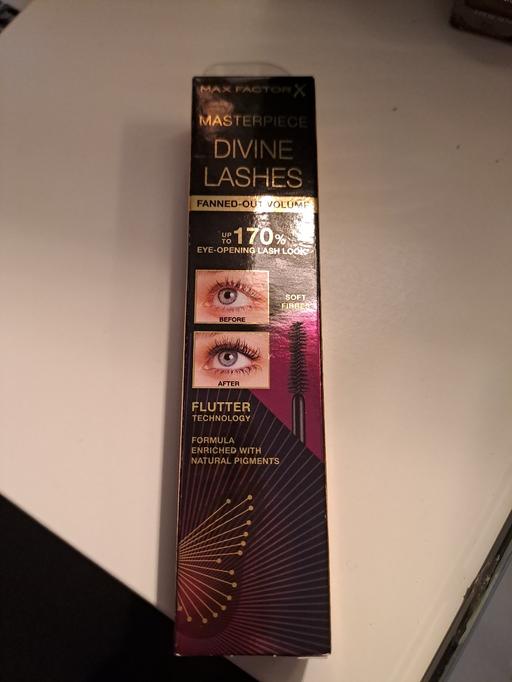 MAX FACTOR X
MASTERPIECE
DIVINE
LASHES
FANNED-OUT VOLUME
UP TO 170%
EYE-OPENING LASH LOOK*
SOFT
FIBRES
BEFORE
AFTER
FLUTTER
TECHNOLOGY
FORMULA
ENRICHED WITH
NATURAL PIGMENTS